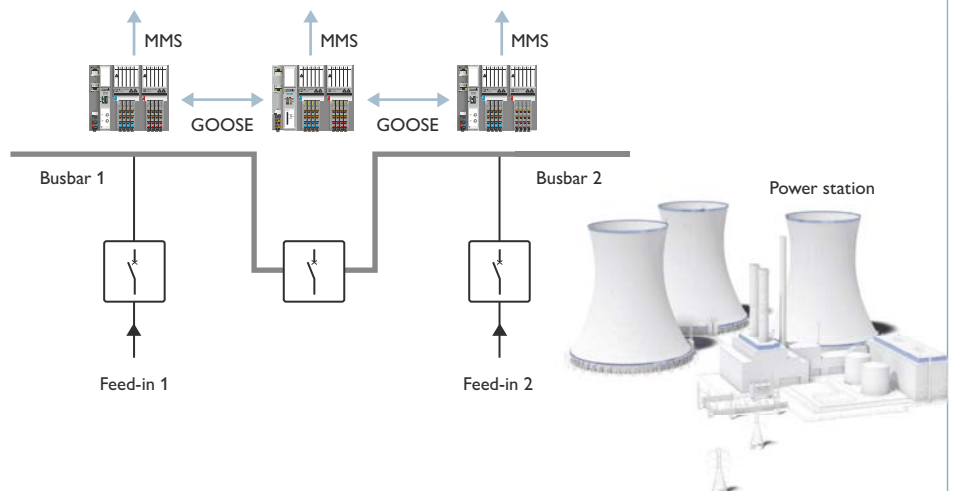 MMS
MMS
MMS
GOOSE
GOOSE
Busbar 1
Busbar 2
Power station
Feed-in 1
Feed-in 2